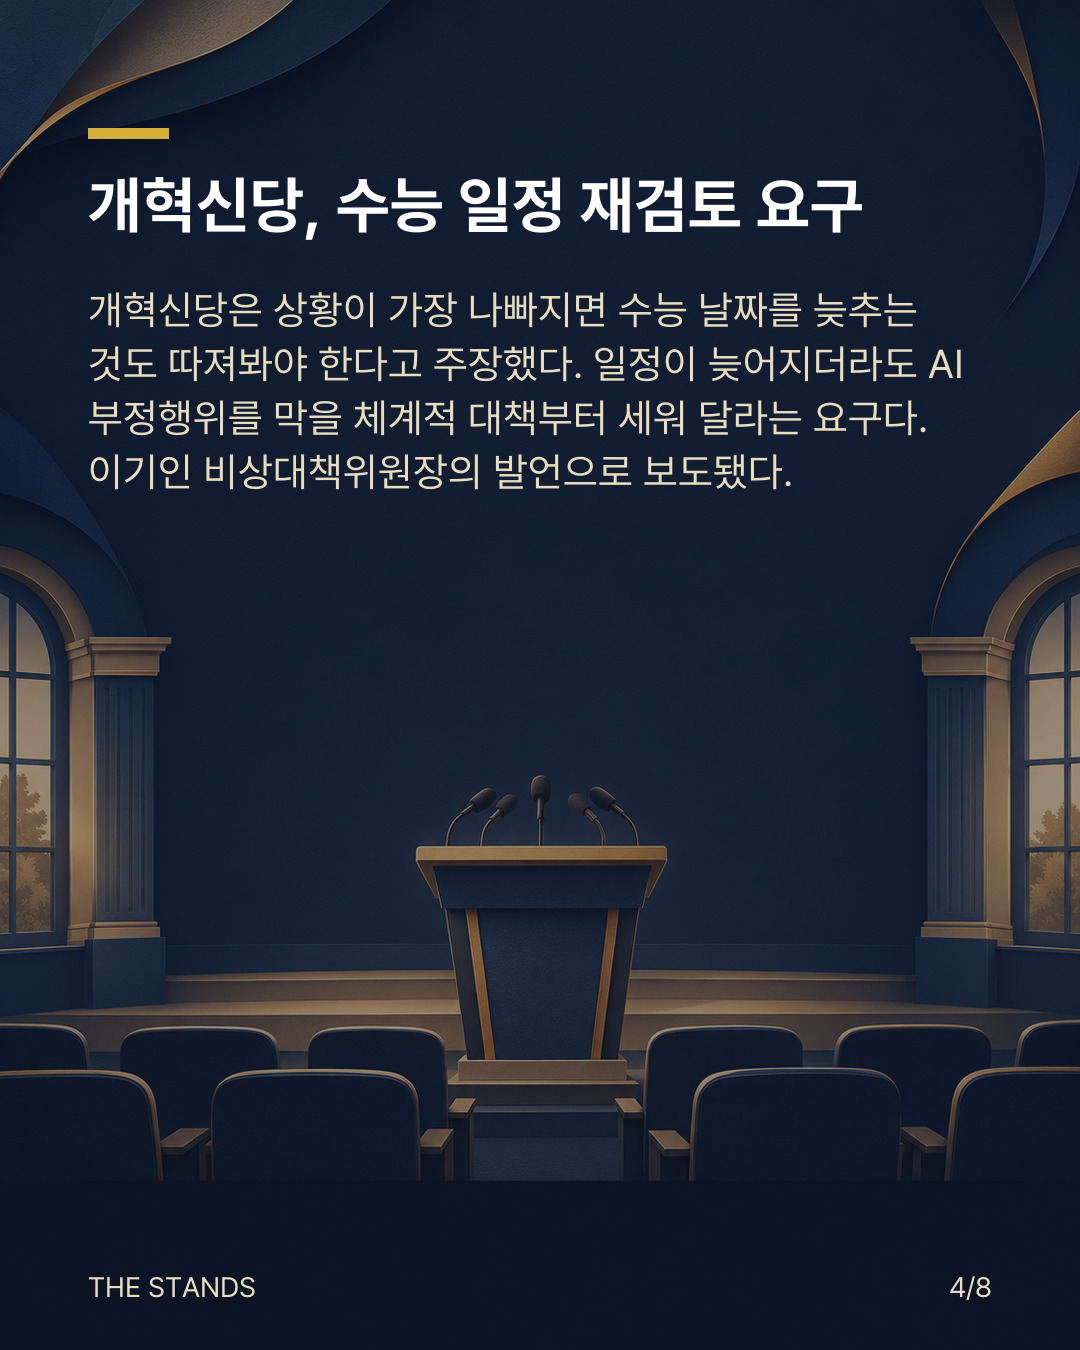 개혁신당, 수능 일정 재검토 요구
개혁신당은 상황이 가장 나빠지면 수능 날짜를 늦추는
것도 따져봐야 한다고 주장했다. 일정이 늦어지더라도 AI
부정행위를 막을 체계적 대책부터 세워 달라는 요구다.
이기인 비상대책위원장의 발언으로 보도됐다.
THE STANDS
4/8